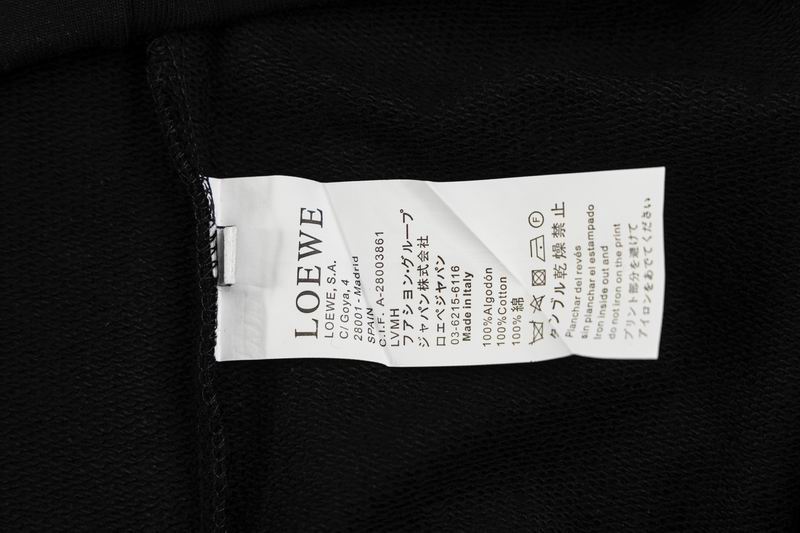 LOEWE
LOEWE, S.A.
C/ Goya, 4
28001 - Madrid
SPAIN
C.I.F. A-28003861
LVMH
フアシヨン・グループ
ジャパン株式会社
ロエベジヤパン
03-6215-6116
Made in Italy
100%Algodón
100%Cotton
100%綿
F
タンブル乾燥禁止
Planchar del revés
sin planchar el estampado
Iron inside out and
do not iron on the print
プリント部分を避けて
アイロンをあでてください